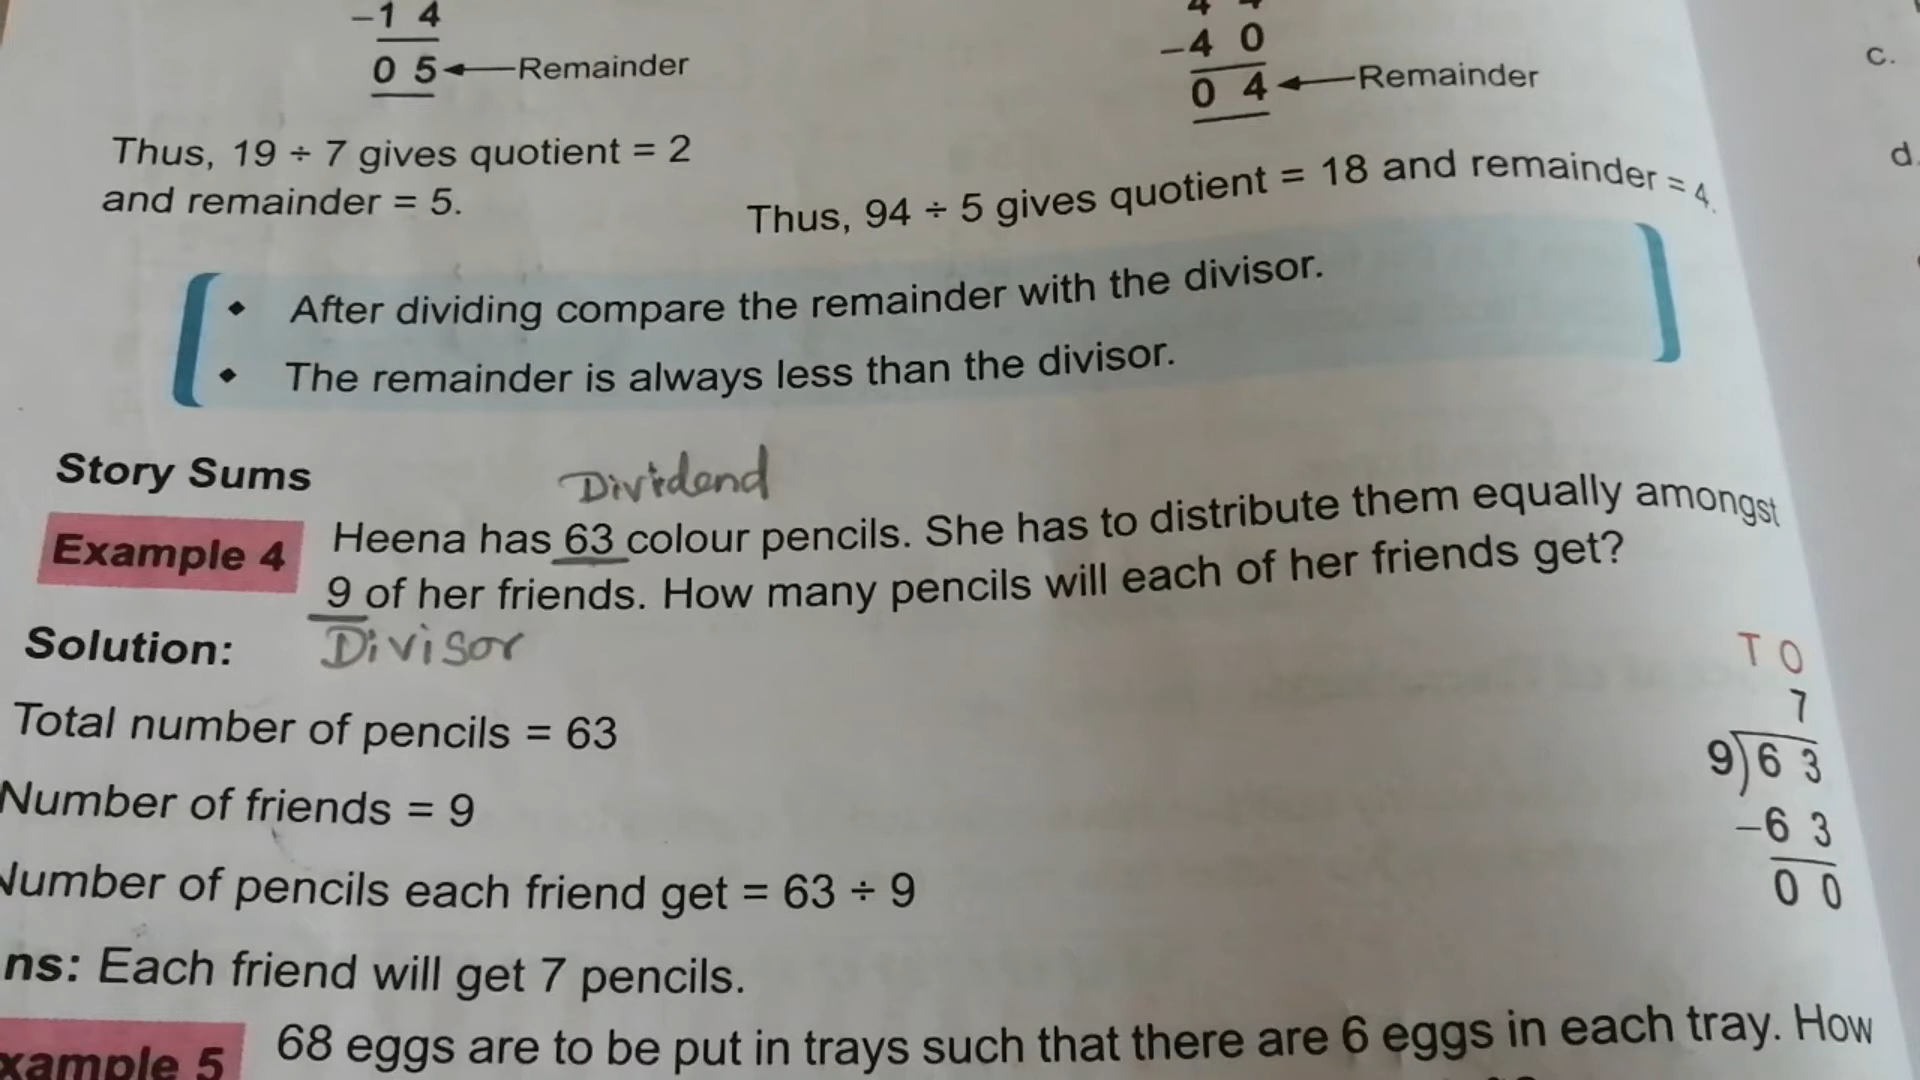 –1 4
0 5 ←Remainder
Thus, 19 ÷ 7 gives quotient = 2
and remainder = 5.
–4 0
0 4 ←Remainder
Thus, 94 ÷ 5 gives quotient = 18 and remainder = 4.
c.
d.
• After dividing compare the remainder with the divisor.
• The remainder is always less than the divisor.
Story Sums
Dividend
Example 4 Heena has 63 colour pencils. She has to distribute them equally amongst
9 of her friends. How many pencils will each of her friends get?
Divisor
Solution:
Total number of pencils = 63
Number of friends = 9
Number of pencils each friend get = 63 ÷ 9
ns: Each friend will get 7 pencils.
T O
7
9)6 3
–6 3
0 0
xample 5 68 eggs are to be put in trays such that there are 6 eggs in each tray. How